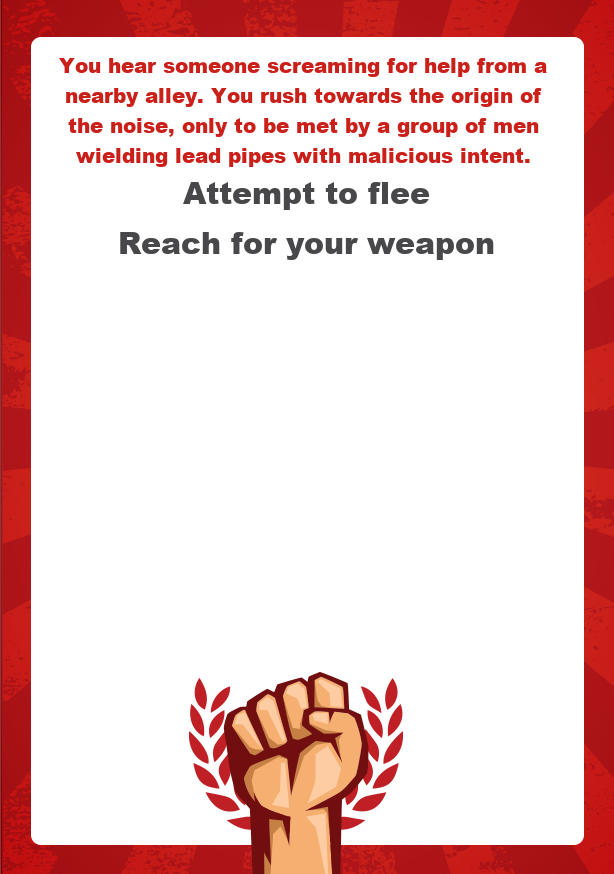 You hear someone screaming for help from a
nearby alley. You rush towards the origin of
the noise, only to be met by a group of men
wielding lead pipes with malicious intent.
Attempt to flee
Reach for your weapon